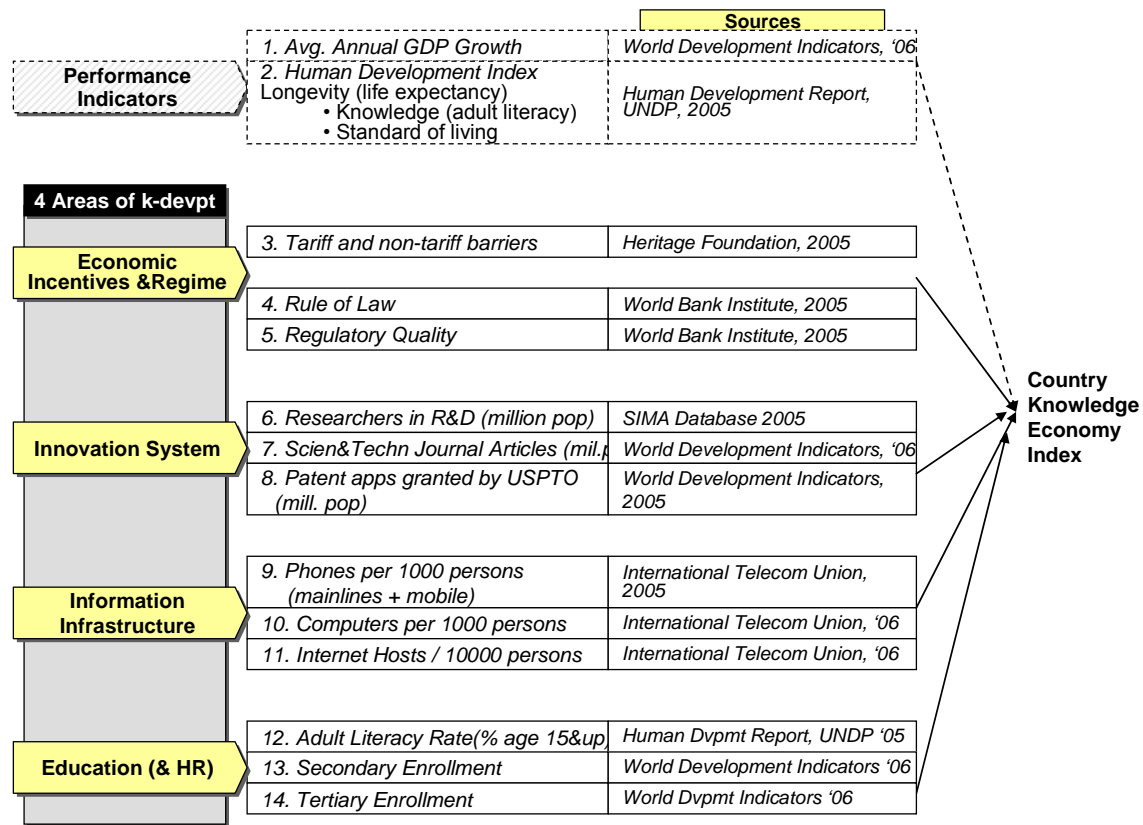 Sources
Performance
Indicators
1. Avg. Annual GDP Growth
World Development Indicators, ‘06
2. Human Development Index
Longevity (life expectancy)
• Knowledge (adult literacy)
• Standard of living
Human Development Report,
UNDP, 2005
4 Areas of k-devpt
Economic
Incentives &Regime
3. Tariff and non-tariff barriers
Heritage Foundation, 2005
4. Rule of Law
World Bank Institute, 2005
5. Regulatory Quality
World Bank Institute, 2005
Innovation System
6. Researchers in R&D (million pop)
SIMA Database 2005
7. Scien&Techn Journal Articles (mil.p
World Development Indicators, ‘06
8. Patent apps granted by USPTO
(mill. pop)
World Development Indicators,
2005
Information
Infrastructure
9. Phones per 1000 persons
(mainlines + mobile)
International Telecom Union,
2005
10. Computers per 1000 persons
International Telecom Union, ‘06
11. Internet Hosts / 10000 persons
International Telecom Union, ‘06
Education (& HR)
12. Adult Literacy Rate(% age 15&up)
Human Dvpmt Report, UNDP ‘05
13. Secondary Enrollment
World Development Indicators ‘06
14. Tertiary Enrollment
World Dvpmt Indicators ‘06
Country
Knowledge
Economy
Index